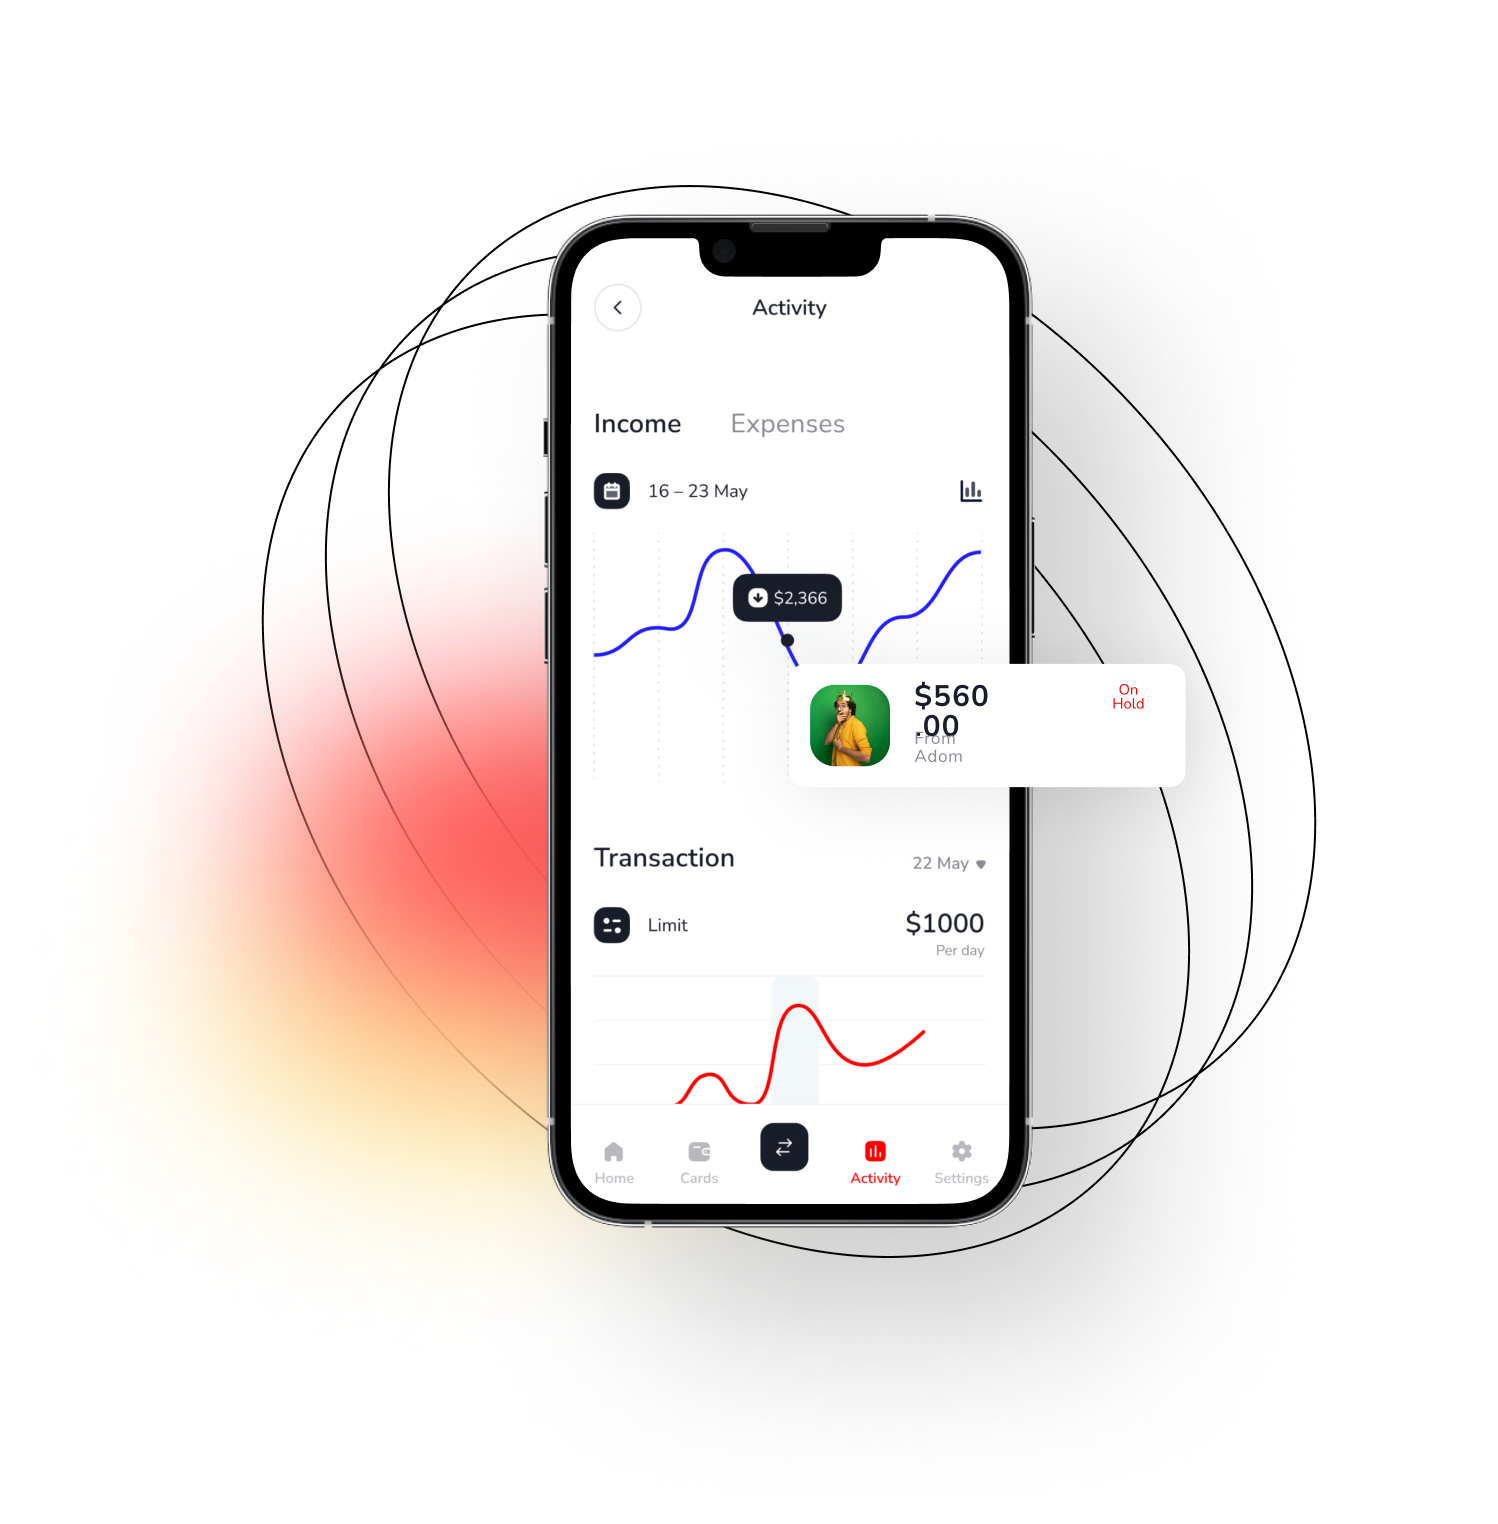 Activity
Income
Expenses
16 – 23 May
$2,366
$560
.00
From
Adom
On
Hold
Transaction
22 May
Limit
$1000
Per day
Home
Cards
Activity
Settings